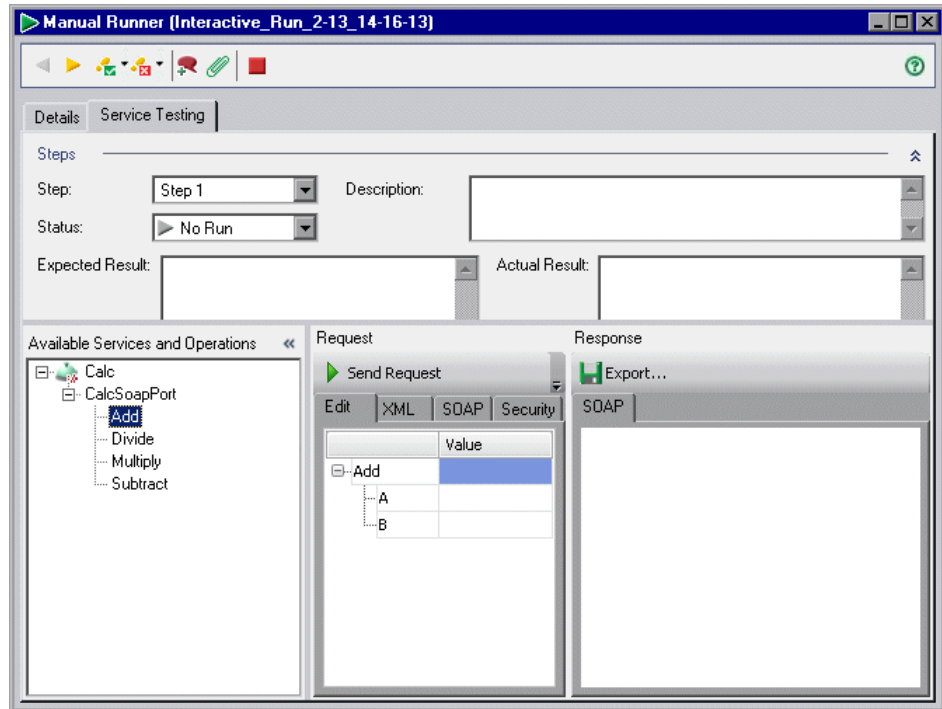 Manual Runner (Interactive_Run_2-13_14-16-13)
Details
Service Testing
Steps
Step:
Step 1
Description:
Status:
No Run
Expected Result:
Actual Result:
Available Services and Operations
Request
Response
Calc
CalcSoapPort
Add
Divide
Multiply
Subtract
Send Request
Export...
Edit
XML
SOAP
Security
SOAP
Value
Add
A
B